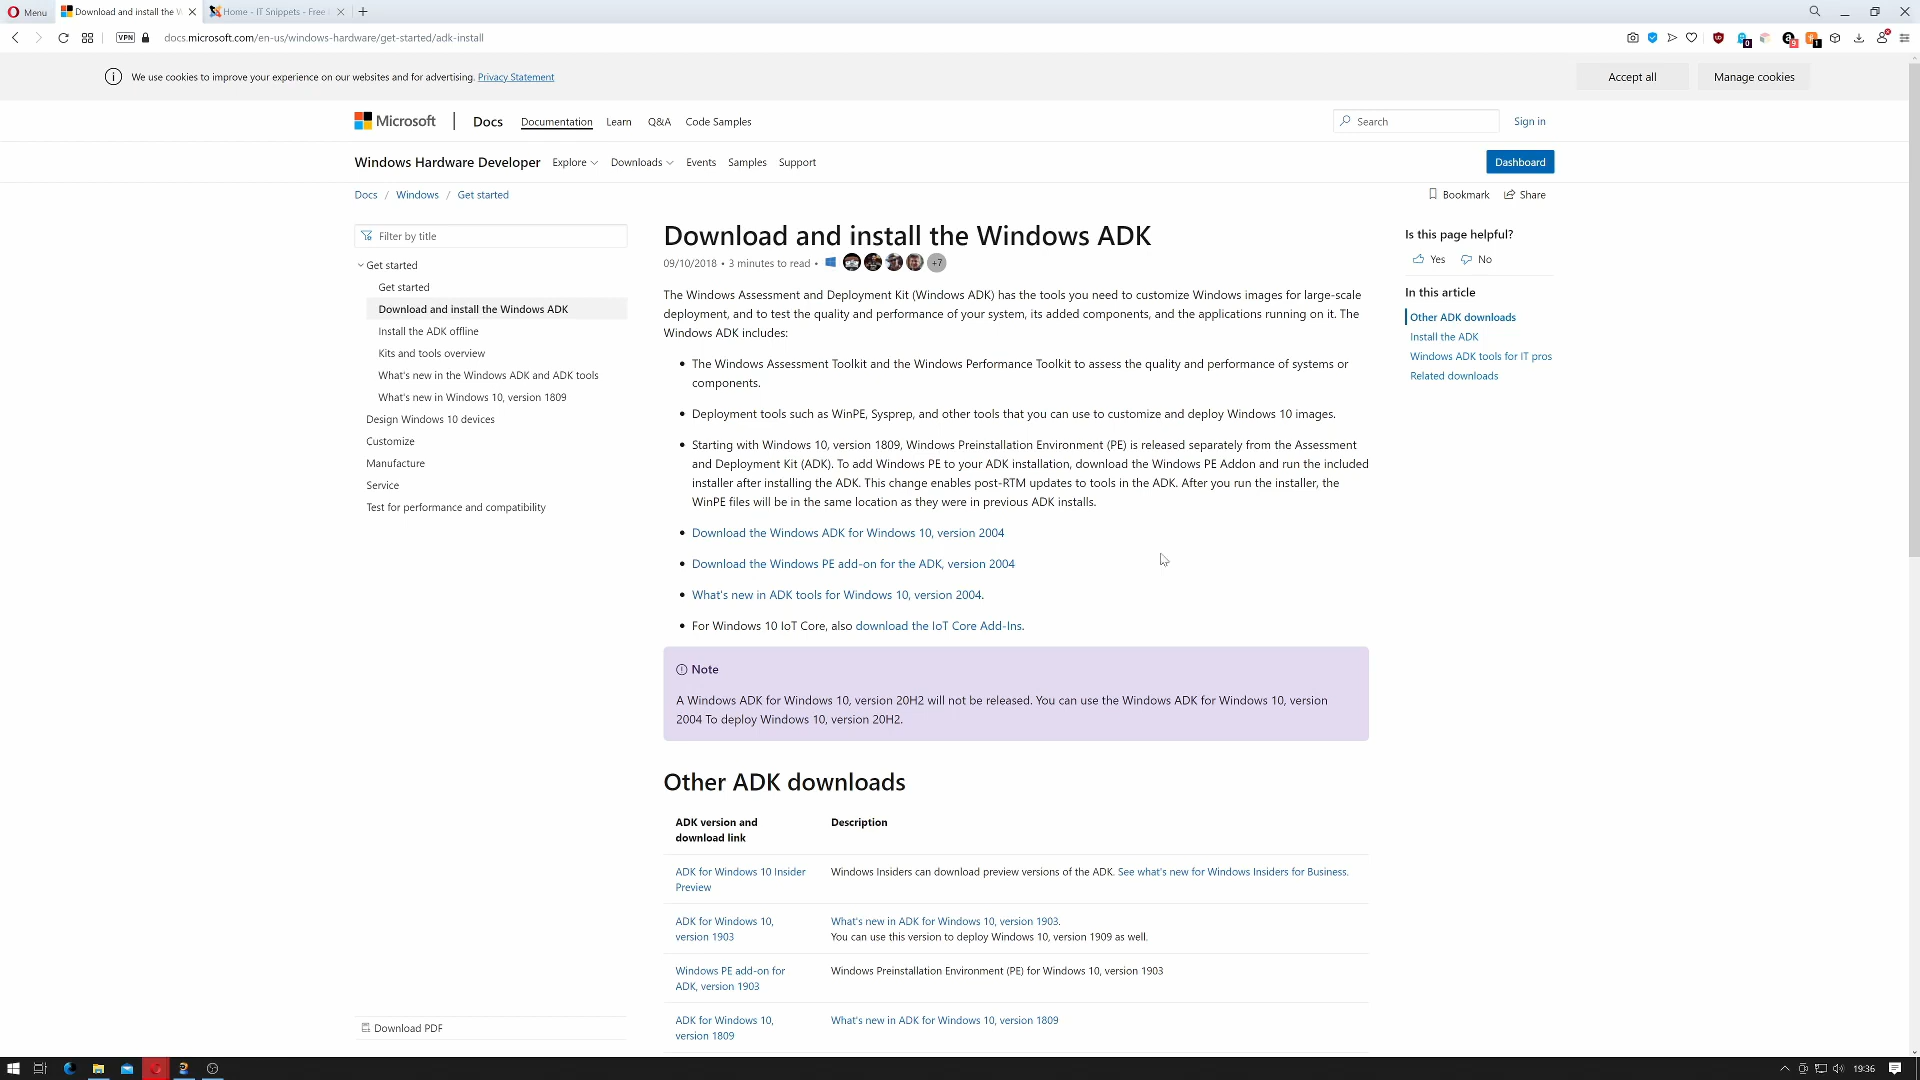 Menu
Download and install the W
Home - IT Snippets - Free
VPN
docs.microsoft.com/en-us/windows-hardware/get-started/adk-install
0
9
1
We use cookies to improve your experience on our websites and for advertising. Privacy Statement
Accept all
Manage cookies
Microsoft
Docs
Documentation
Learn
Q&A
Code Samples
Search
Sign in
Windows Hardware Developer
Explore
Downloads
Events
Samples
Support
Dashboard
Docs / Windows / Get started
Bookmark
Share
Filter by title
Get started
Get started
Download and install the Windows ADK
Install the ADK offline
Kits and tools overview
What's new in the Windows ADK and ADK tools
What's new in Windows 10, version 1809
Design Windows 10 devices
Customize
Manufacture
Service
Test for performance and compatibility
Download PDF
Download and install the Windows ADK
09/10/2018 • 3 minutes to read •
+7
The Windows Assessment and Deployment Kit (Windows ADK) has the tools you need to customize Windows images for large-scale
deployment, and to test the quality and performance of your system, its added components, and the applications running on it. The
Windows ADK includes:
• The Windows Assessment Toolkit and the Windows Performance Toolkit to assess the quality and performance of systems or
components.
• Deployment tools such as WinPE, Sysprep, and other tools that you can use to customize and deploy Windows 10 images.
• Starting with Windows 10, version 1809, Windows Preinstallation Environment (PE) is released separately from the Assessment
and Deployment Kit (ADK). To add Windows PE to your ADK installation, download the Windows PE Addon and run the included
installer after installing the ADK. This change enables post-RTM updates to tools in the ADK. After you run the installer, the
WinPE files will be in the same location as they were in previous ADK installs.
• Download the Windows ADK for Windows 10, version 2004
• Download the Windows PE add-on for the ADK, version 2004
• What's new in ADK tools for Windows 10, version 2004.
• For Windows 10 IoT Core, also download the IoT Core Add-Ins.
Note
A Windows ADK for Windows 10, version 20H2 will not be released. You can use the Windows ADK for Windows 10, version
2004 To deploy Windows 10, version 20H2.
Other ADK downloads
ADK version and
download link
Description
ADK for Windows 10 Insider
Preview
Windows Insiders can download preview versions of the ADK. See what's new for Windows Insiders for Business.
ADK for Windows 10,
version 1903
What's new in ADK for Windows 10, version 1903.
You can use this version to deploy Windows 10, version 1909 as well.
Windows PE add-on for
ADK, version 1903
Windows Preinstallation Environment (PE) for Windows 10, version 1903
ADK for Windows 10,
version 1809
What's new in ADK for Windows 10, version 1809
Is this page helpful?
Yes
No
In this article
Other ADK downloads
Install the ADK
Windows ADK tools for IT pros
Related downloads
19:36